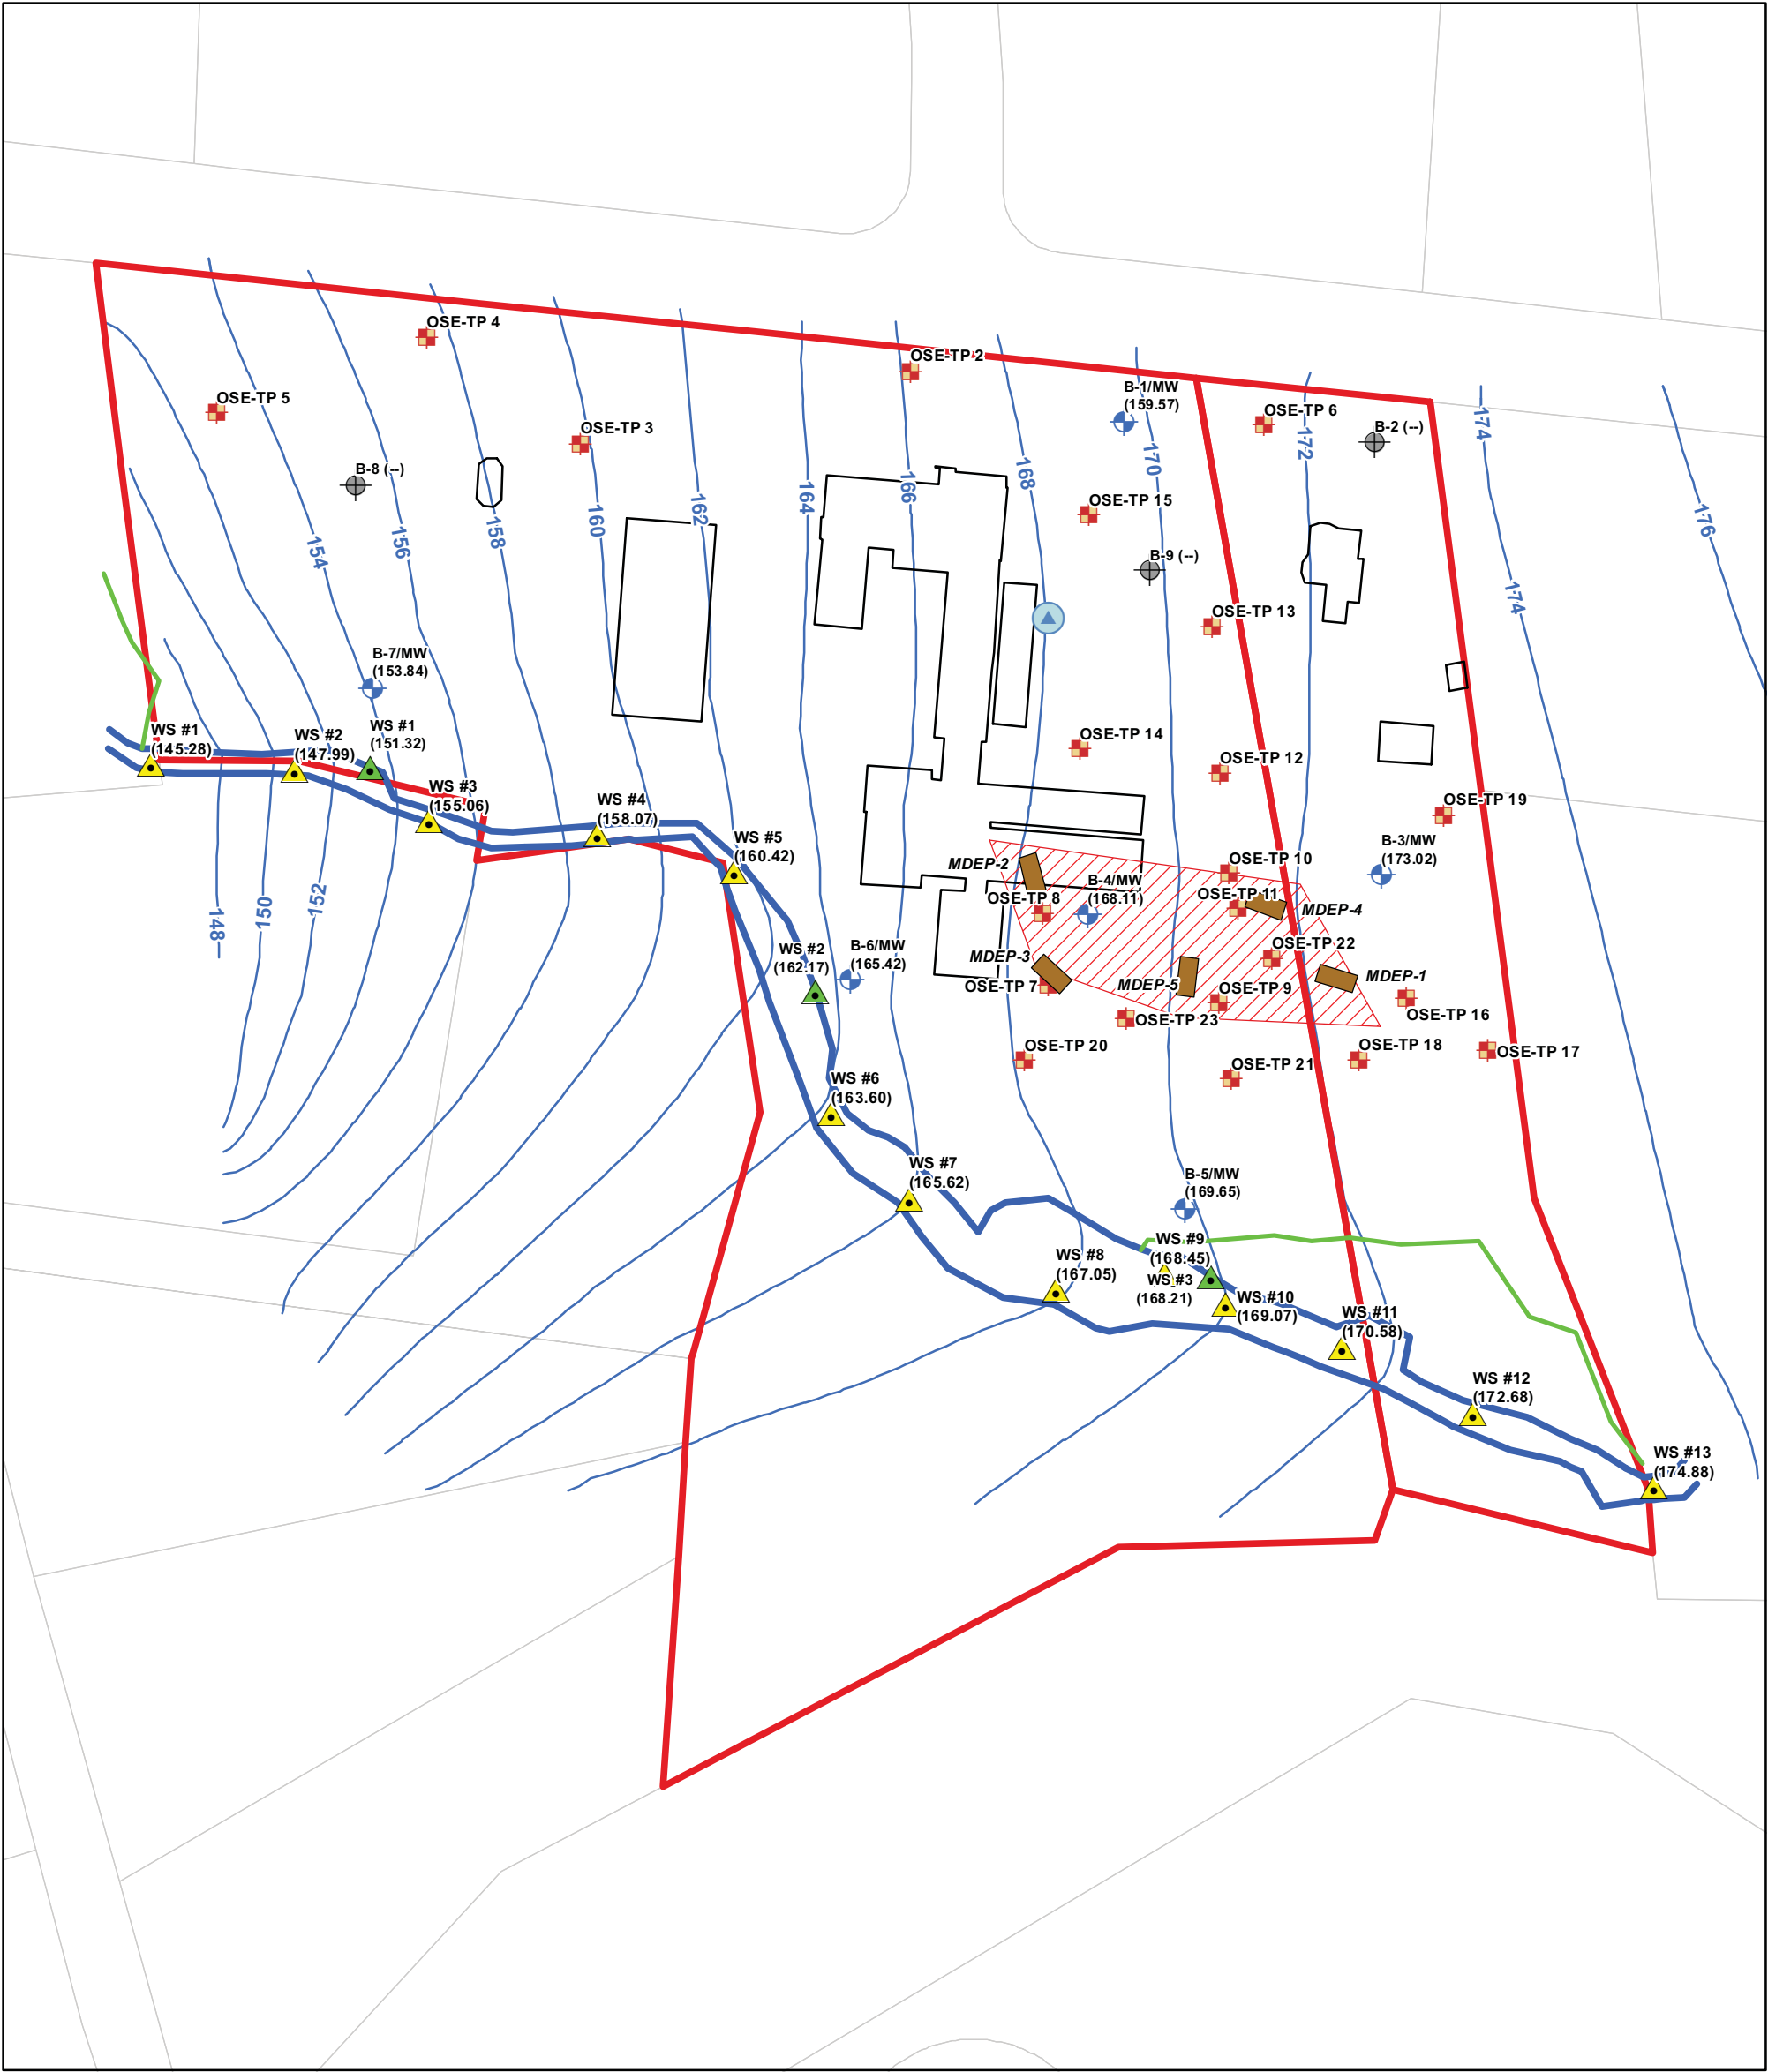 OSE-TP 4
OSE-TP 2
B-1/MW
(159.57)
OSE-TP 5
OSE-TP 6
174
B-2 (--)
OSE-TP 3
172
170
B-8 (--)
168
166
164
162
OSE-TP 15
160
176
158
156
154
B-9 (--)
174
OSE-TP 13
B-7/MW
(153.84)
WS #1
(145.28)
WS #2
(147.99)
WS #1
(151.32)
OSE-TP 14
OSE-TP 12
WS #3
(155.06)
WS #4
(158.07)
OSE-TP 19
WS #5
(160.42)
B-3/MW
(173.02)
MDEP-2
OSE-TP 10
B-4/MW
(168.11)
OSE-TP 8
OSE-TP 11
MDEP-4
152
150
148
WS #2
(162.17)
B-6/MW
(165.42)
OSE-TP 22
MDEP-3
MDEP-1
OSE-TP 7
MDEP-5
OSE-TP 9
OSE-TP 16
OSE-TP 23
OSE-TP 20
OSE-TP 18
OSE-TP 17
OSE-TP 21
WS #6
(163.60)
WS #7
(165.62)
B-5/MW
(169.65)
WS #9
(168.45)
WS #8
(167.05)
WS #3
(168.21)
WS #10
(169.07)
WS #11
(170.58)
WS #12
(172.68)
WS #13
(174.88)